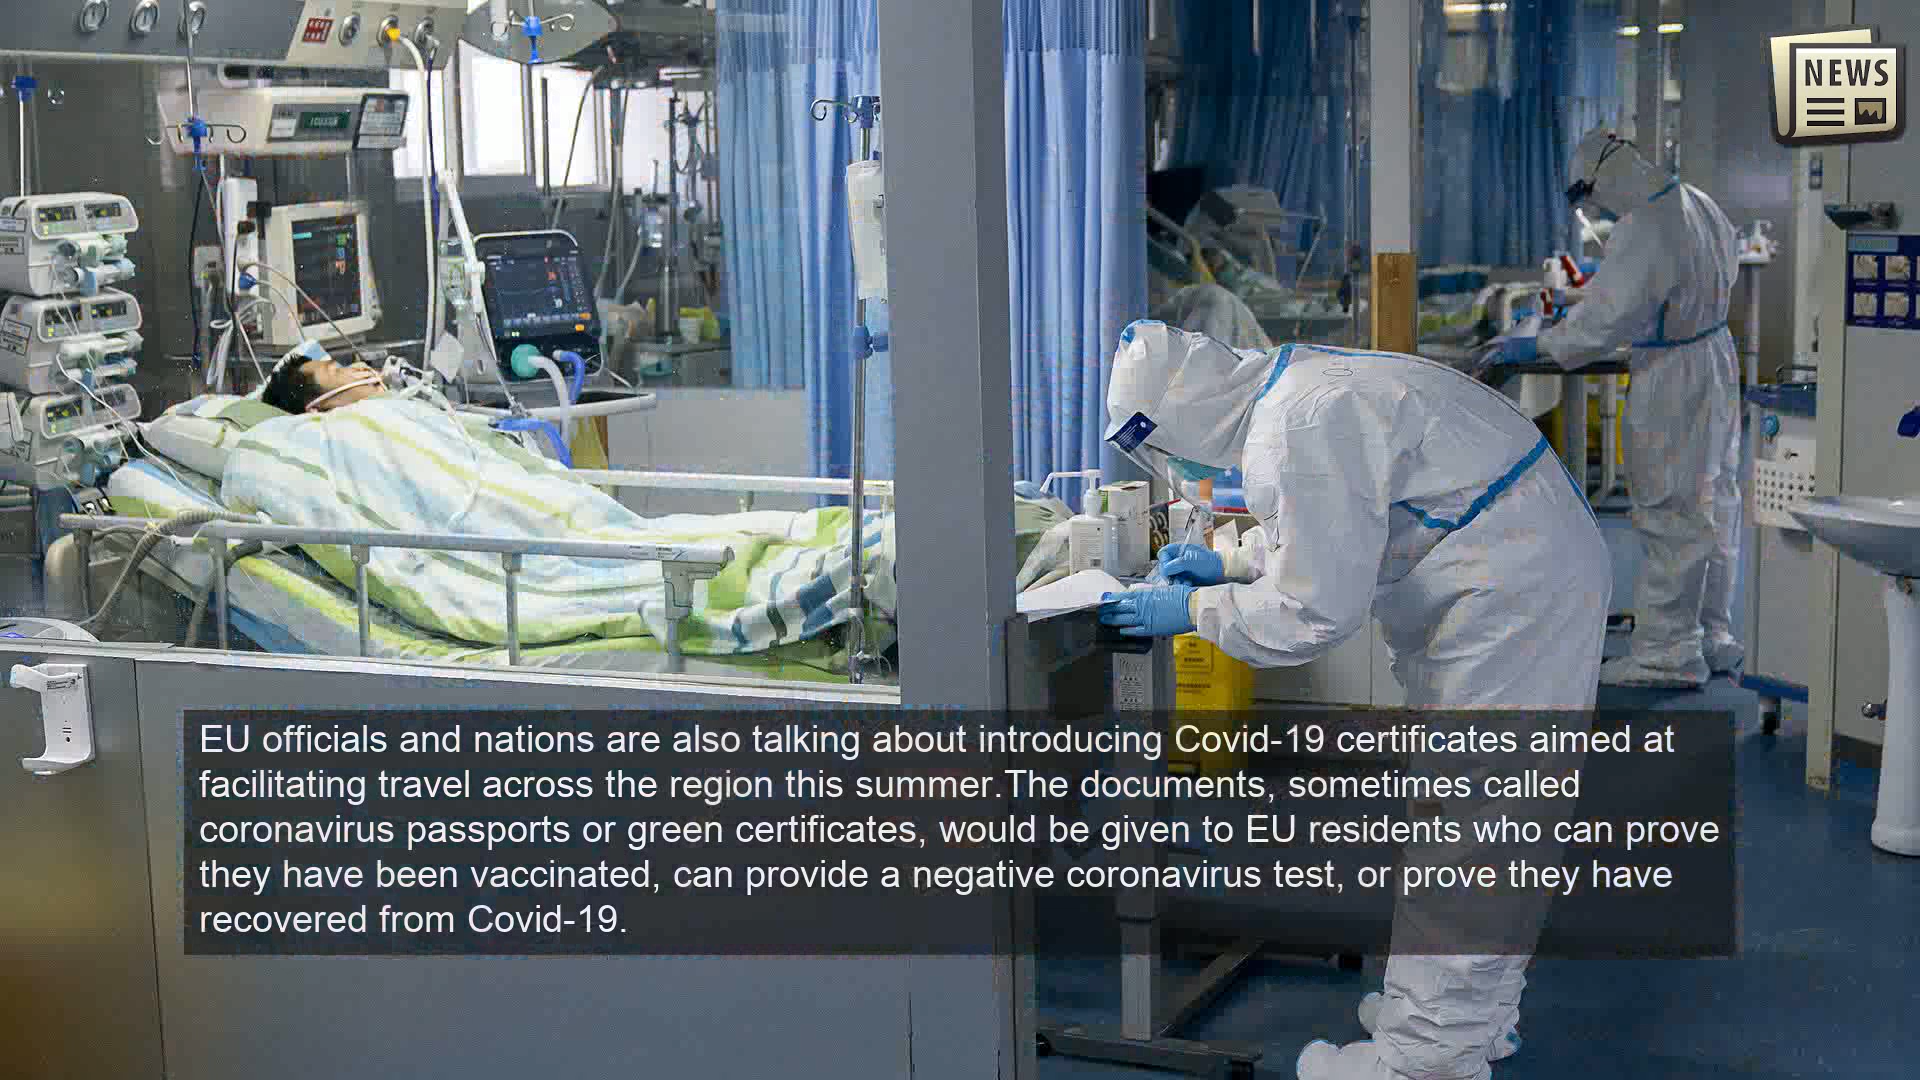 NEWS
EU officials and nations are also talking about introducing Covid-19 certificates aimed at
facilitating travel across the region this summer.The documents, sometimes called
coronavirus passports or green certificates, would be given to EU residents who can prove
they have been vaccinated, can provide a negative coronavirus test, or prove they have
recovered from Covid-19.